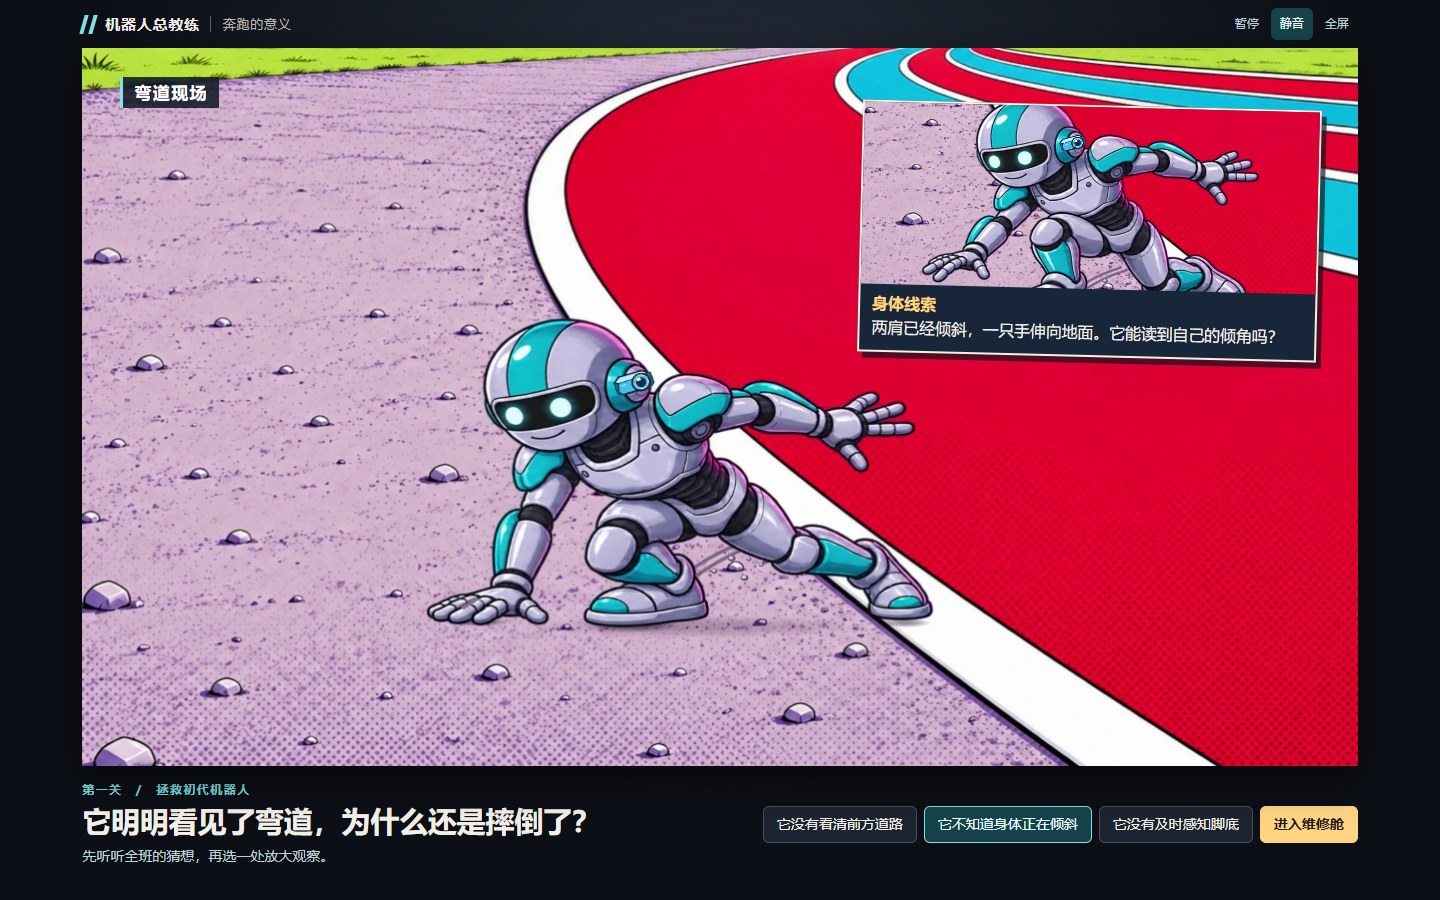 机器人总教练 奔跑的意义
暂停 静音 全屏
弯道现场
身体线索
两肩已经倾斜，一只手伸向地面。它能读到自己的倾角吗？
第一关 / 拯救初代机器人
它明明看见了弯道，为什么还是摔倒了？
先听听全班的猜想，再选一处放大观察。
它没有看清前方道路
它不知道身体正在倾斜
它没有及时感知脚底
进入维修舱